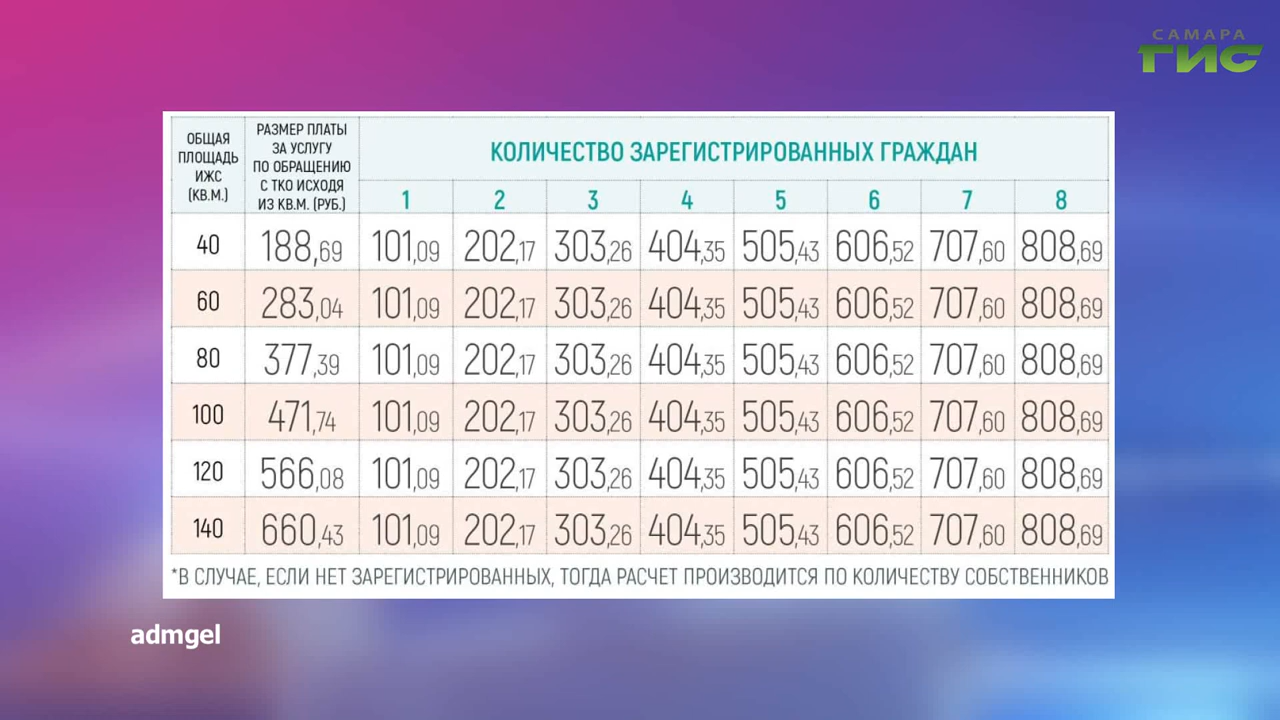 САМАРА
ГИС
ОБЩАЯ
ПЛОЩАДЬ
ИЖС
(КВ.М.)
РАЗМЕР ПЛАТЫ
ЗА УСЛУГУ
ПО ОБРАЩЕНИЮ
С ТКО ИСХОДЯ
ИЗ КВ.М. (РУБ.)
КОЛИЧЕСТВО ЗАРЕГИСТРИРОВАННЫХ ГРАЖДАН
1 2 3 4 5 6 7 8
40 188,69 101,09 202,17 303,26 404,35 505,43 606,52 707,60 808,69
60 283,04 101,09 202,17 303,26 404,35 505,43 606,52 707,60 808,69
80 377,39 101,09 202,17 303,26 404,35 505,43 606,52 707,60 808,69
100 471,74 101,09 202,17 303,26 404,35 505,43 606,52 707,60 808,69
120 566,08 101,09 202,17 303,26 404,35 505,43 606,52 707,60 808,69
140 660,43 101,09 202,17 303,26 404,35 505,43 606,52 707,60 808,69
*В СЛУЧАЕ, ЕСЛИ НЕТ ЗАРЕГИСТРИРОВАННЫХ, ТОГДА РАСЧЕТ ПРОИЗВОДИТСЯ ПО КОЛИЧЕСТВУ СОБСТВЕННИКОВ
admgel